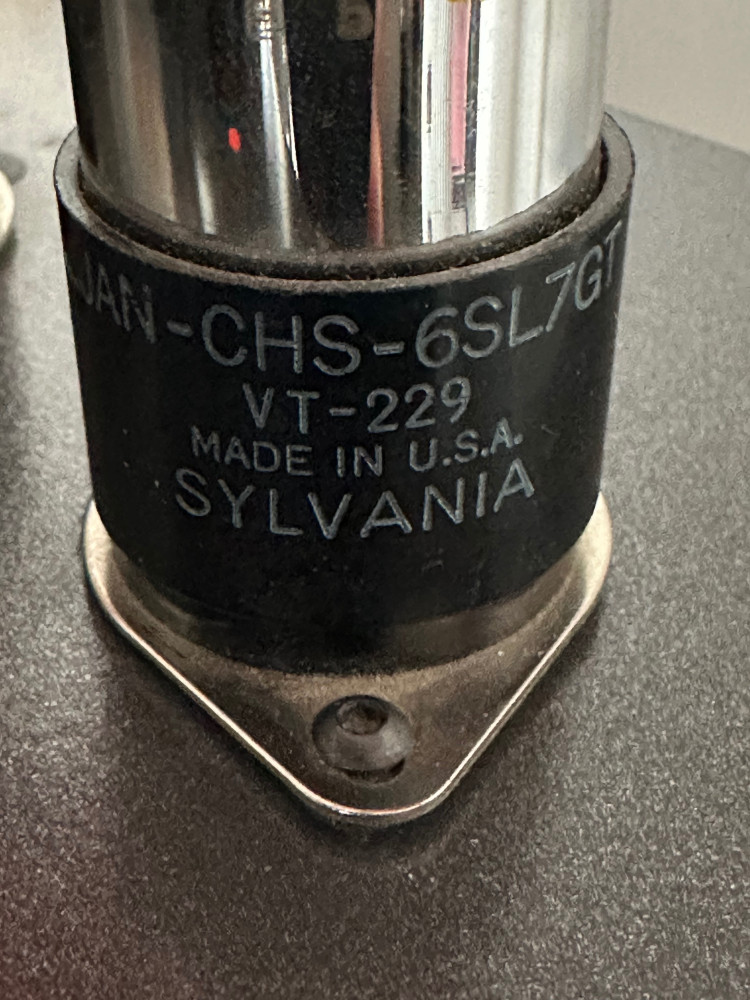 JAN-CHS-6SL7GT
VT-229
MADE IN U.S.A.
SYLVANIA